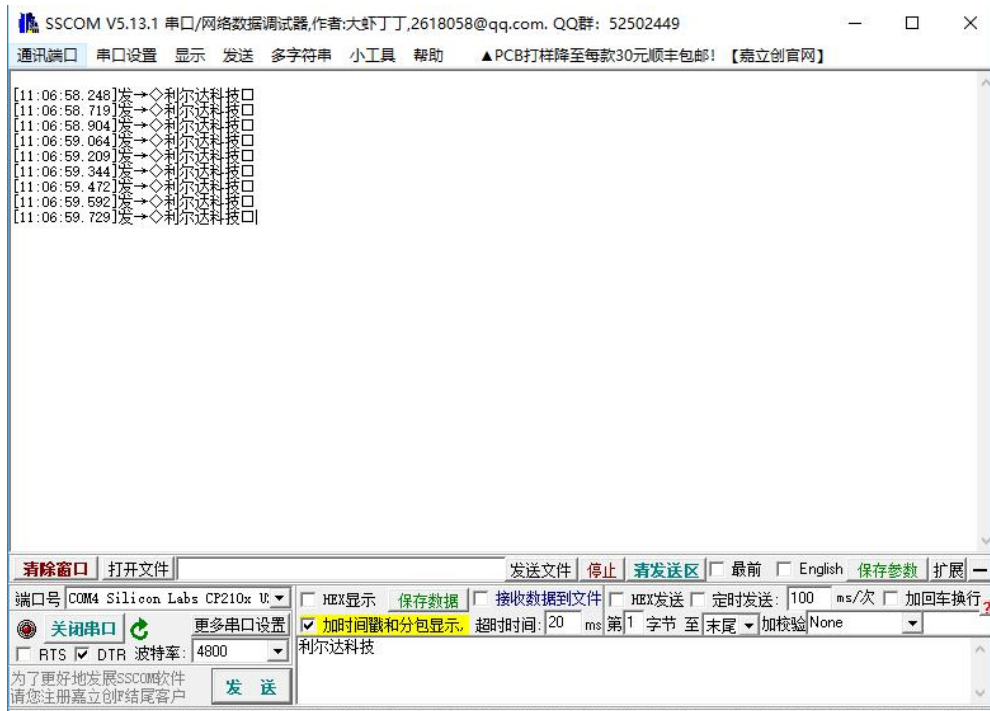 SSCOM V5.13.1 串口/网络数据调试器,作者:大虾丁丁,2618058@qq.com. QQ群: 52502449
通讯端口 串口设置 显示 发送 多字符串 小工具 帮助 ▲PCB打样降至每款30元顺丰包邮!【嘉立创官网】
[11:06:58.248]发→◇利尔达科技□
[11:06:58.719]发→◇利尔达科技□
[11:06:58.904]发→◇利尔达科技□
[11:06:59.064]发→◇利尔达科技□
[11:06:59.209]发→◇利尔达科技□
[11:06:59.344]发→◇利尔达科技□
[11:06:59.472]发→◇利尔达科技□
[11:06:59.592]发→◇利尔达科技□
[11:06:59.729]发→◇利尔达科技□
清除窗口 打开文件 发送文件 停止 清发送区 最前 English 保存参数 扩展
端口号 COM4 Silicon Labs CP210x HEX显示 保存数据 接收数据到文件 HEX发送 定时发送: 100 ms/次 加回车换行
关闭串口 更多串口设置 加时间戳和分包显示, 超时时间: 20 ms 第1 字节 至 末尾 加校验 None
RTS DTR 波特率: 4800
利尔达科技
为了更好地发展SSCOM软件
请您注册嘉立创F结尾客户
发 送